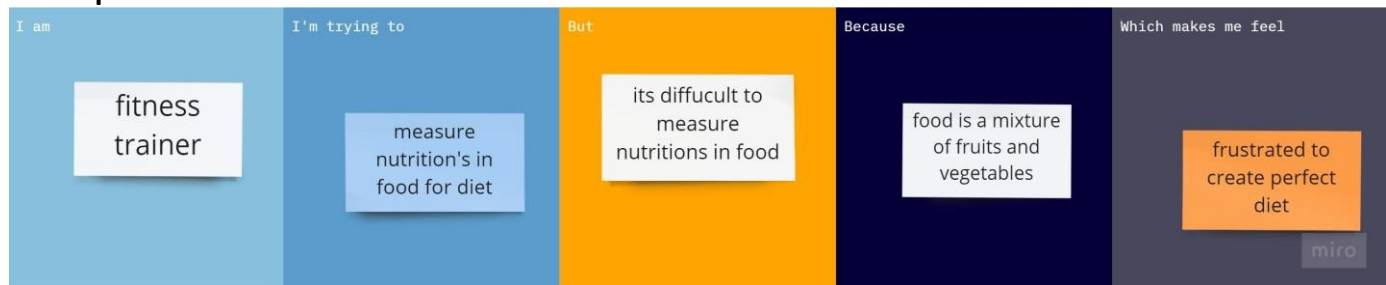 I am
fitness
trainer
I'm trying to
measure
nutrition's in
food for diet
But
its diffucult to
measure
nutritions in food
Because
food is a mixture
of fruits and
vegetables
Which makes me feel
frustrated to
create perfect
diet
miro